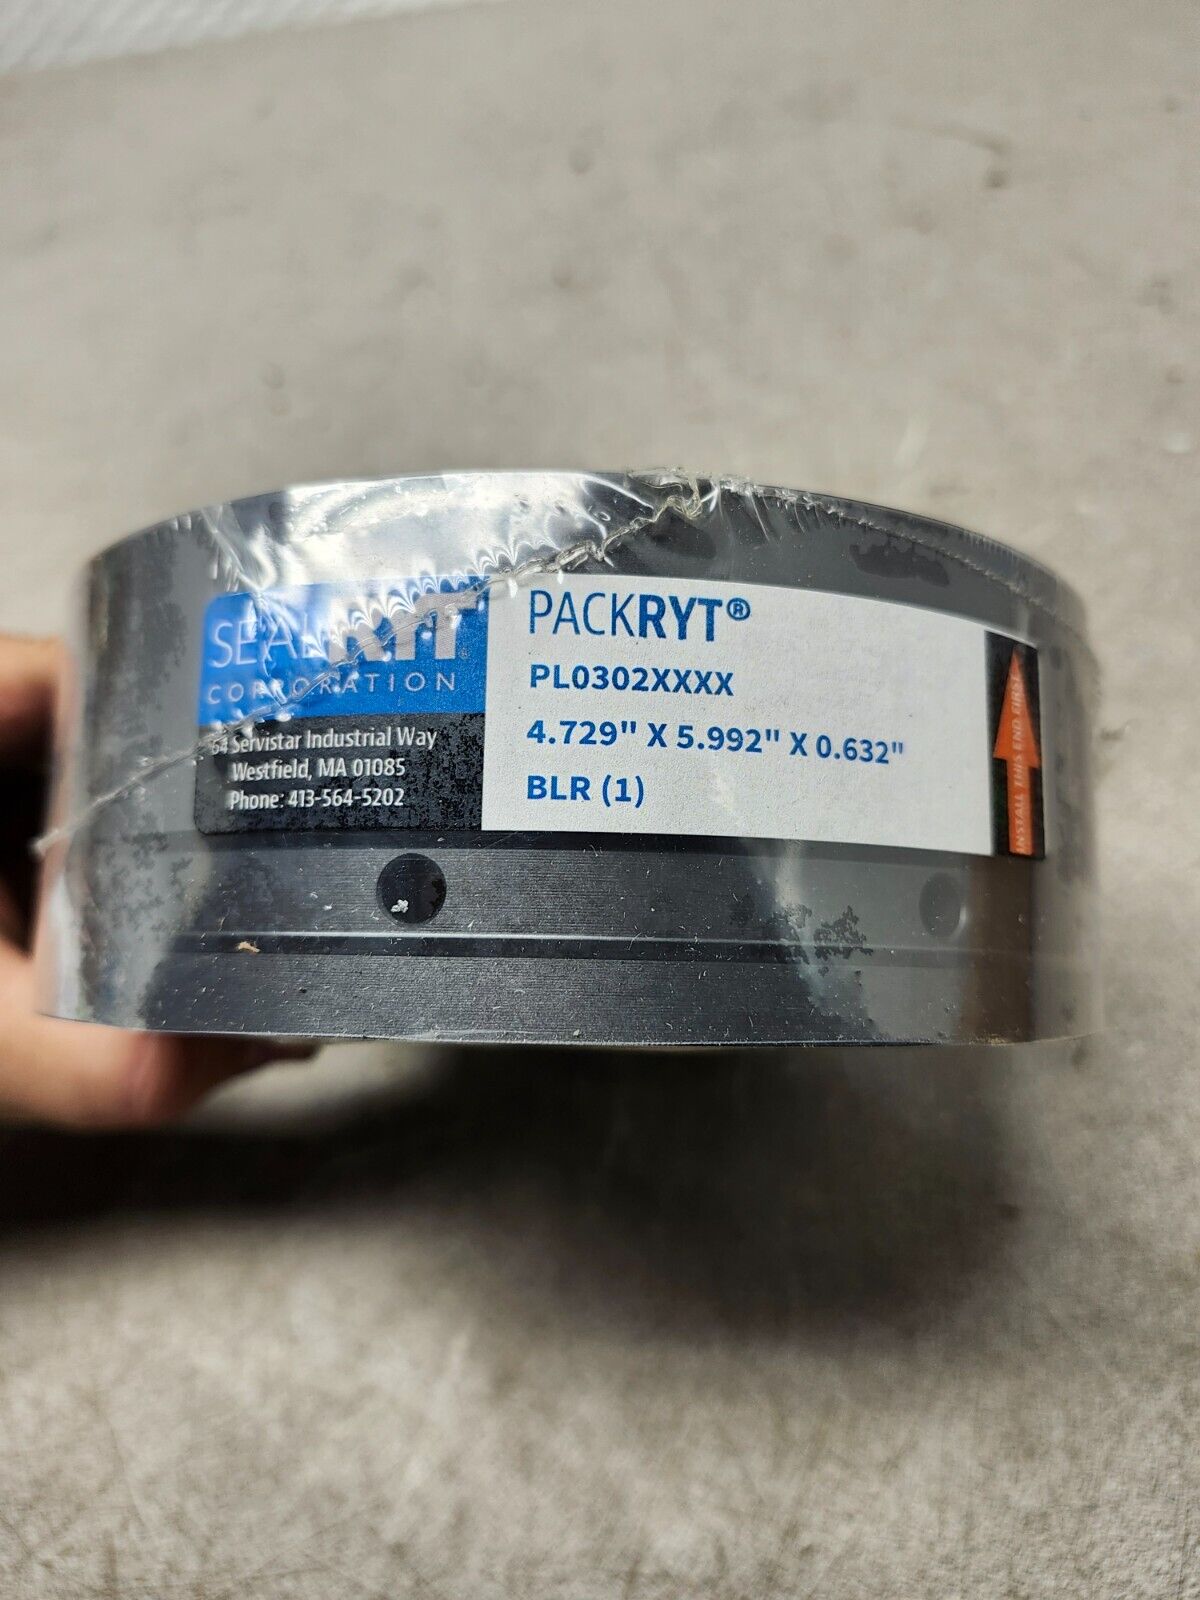 SEALRYT
CORPORATION
64 Servistar Industrial Way
Westfield, MA 01085
Phone: 413-564-5202
PACKRYT®
PL0302XXXX
4.729" X 5.992" X 0.632"
BLR (1)
INSTALL THIS END FIRST